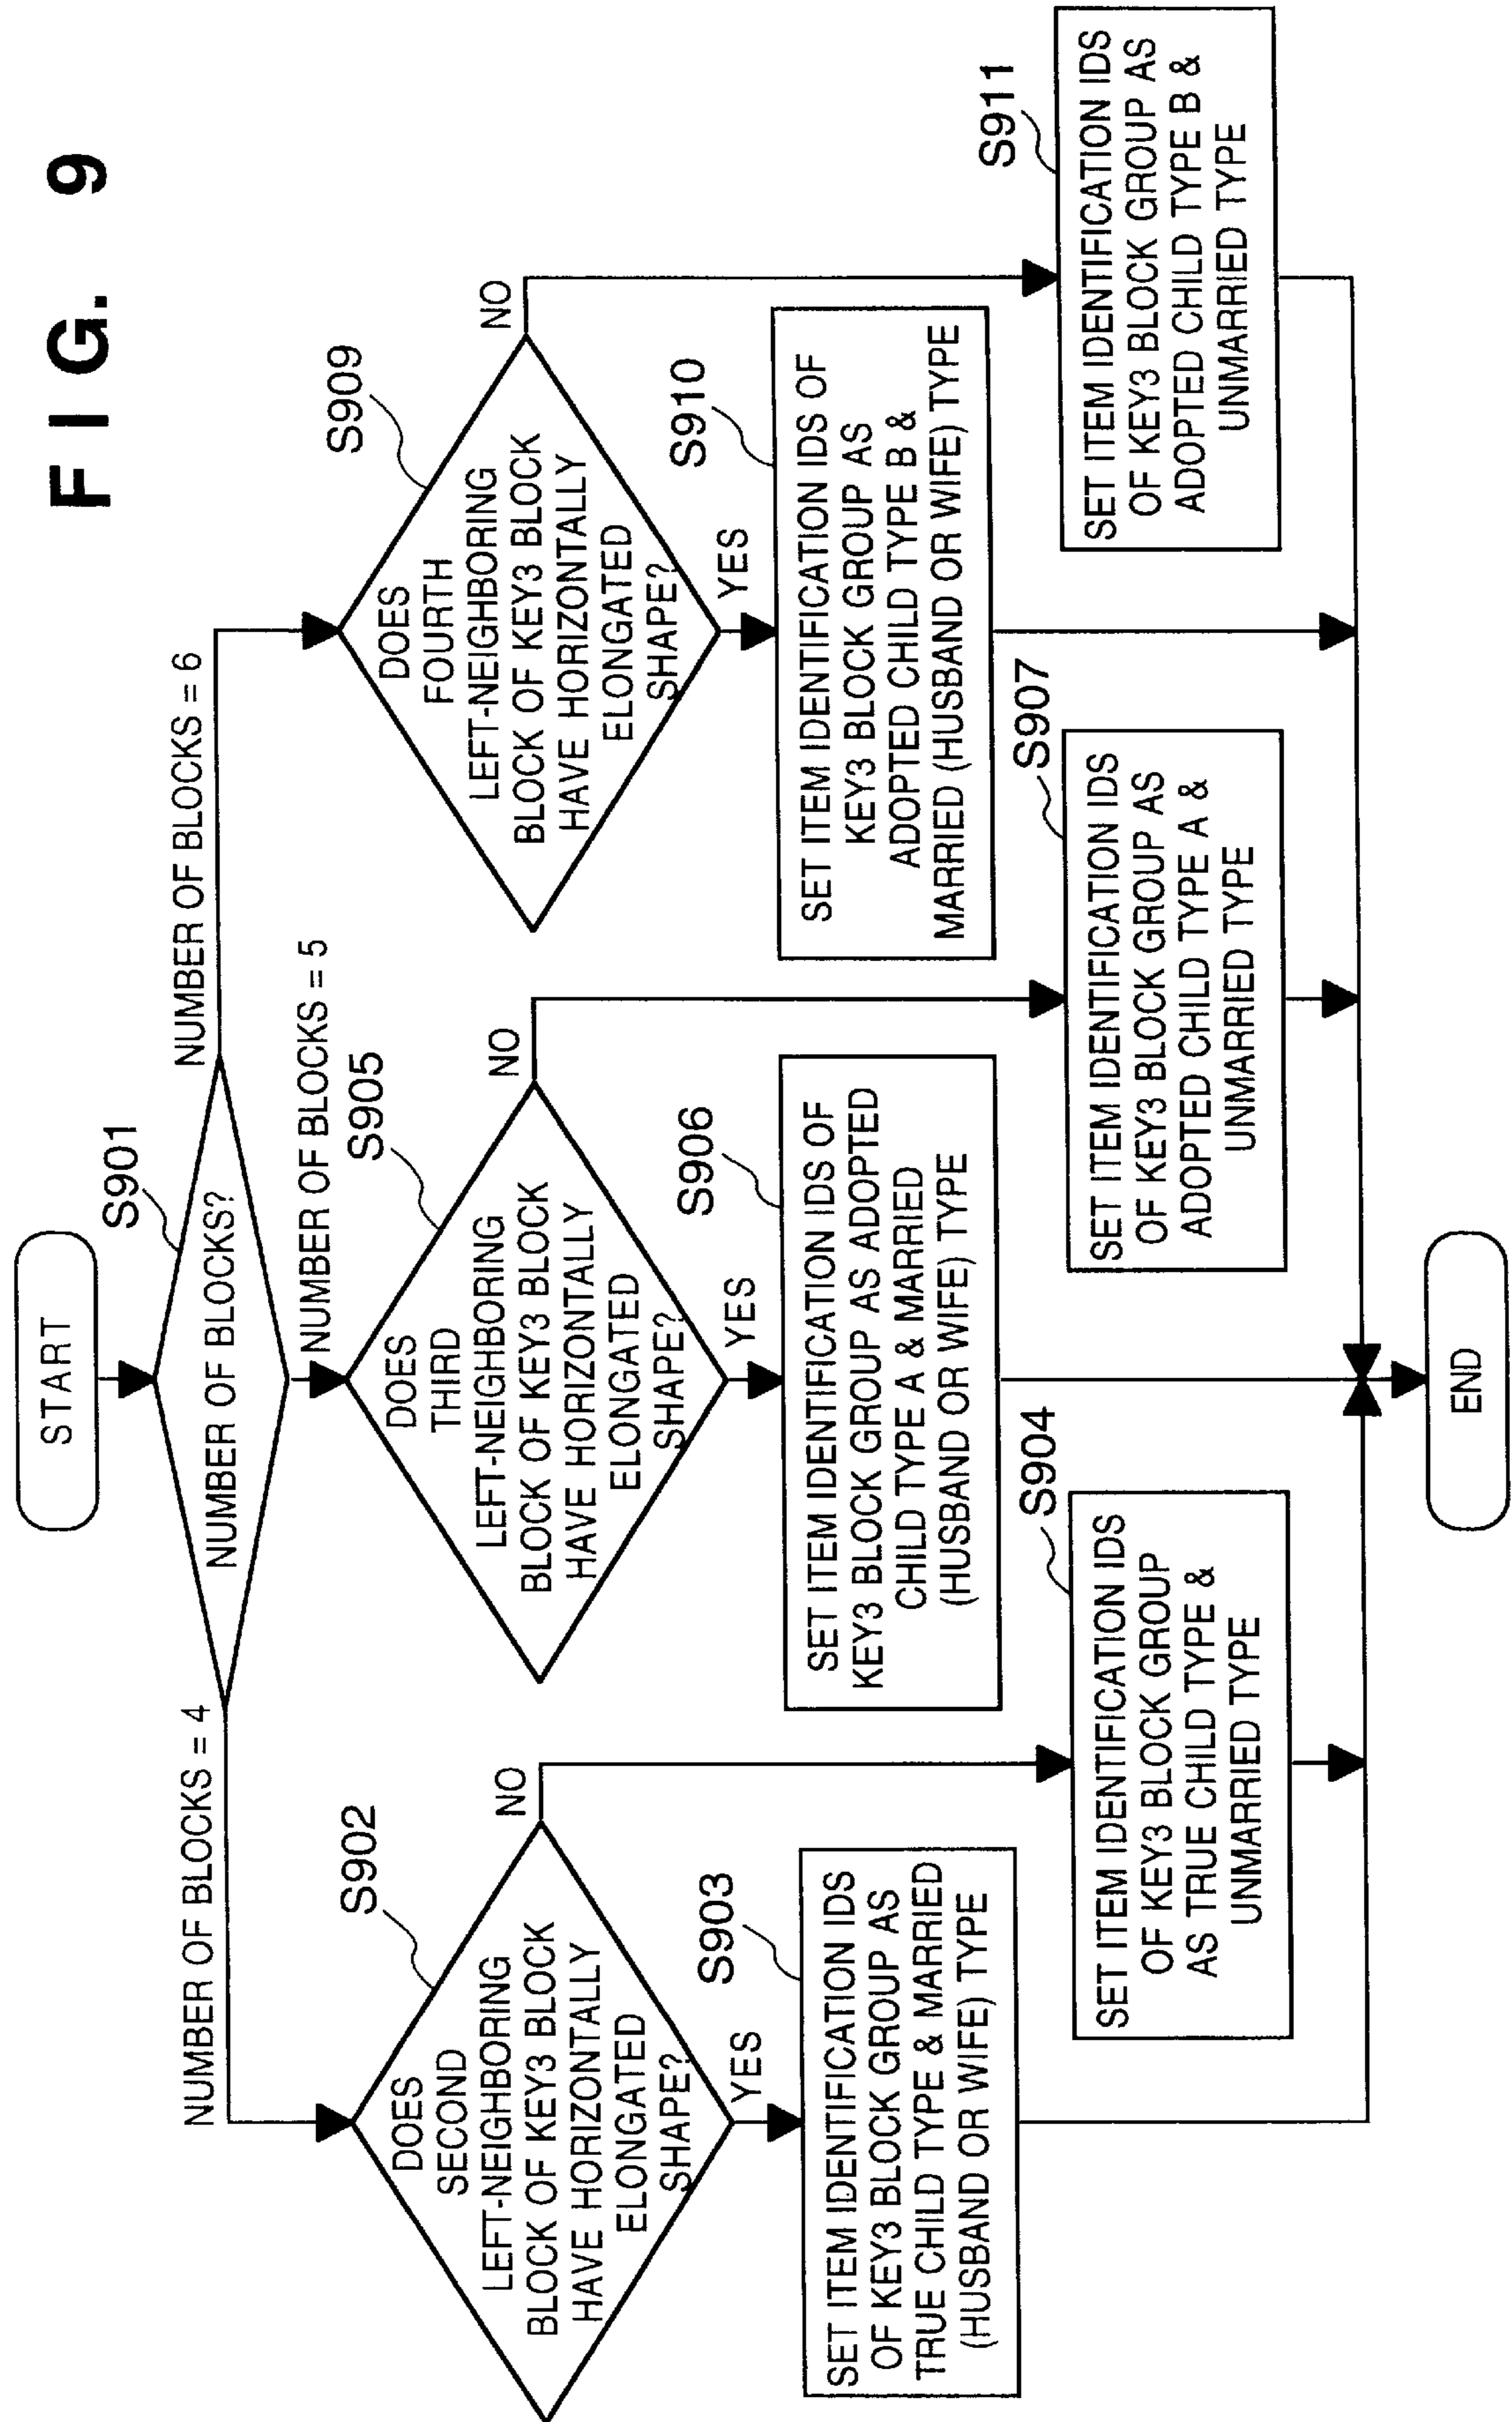 FIG. 9
START
S901
NUMBER OF BLOCKS?
NUMBER OF BLOCKS = 4
NUMBER OF BLOCKS = 5
NUMBER OF BLOCKS = 6
S902
DOES
SECOND
LEFT-NEIGHBORING
BLOCK OF KEY3 BLOCK
HAVE HORIZONTALLY
ELONGATED
SHAPE?
NO
YES
S903
SET ITEM IDENTIFICATION IDS
OF KEY3 BLOCK GROUP AS
TRUE CHILD TYPE & MARRIED
(HUSBAND OR WIFE) TYPE
S904
SET ITEM IDENTIFICATION IDS
OF KEY3 BLOCK GROUP
AS TRUE CHILD TYPE &
UNMARRIED TYPE
S905
DOES
THIRD
LEFT-NEIGHBORING
BLOCK OF KEY3 BLOCK
HAVE HORIZONTALLY
ELONGATED
SHAPE?
NO
YES
S906
SET ITEM IDENTIFICATION IDS OF
KEY3 BLOCK GROUP AS ADOPTED
CHILD TYPE A & MARRIED
(HUSBAND OR WIFE) TYPE
S907
SET ITEM IDENTIFICATION IDS
OF KEY3 BLOCK GROUP AS
ADOPTED CHILD TYPE A &
UNMARRIED TYPE
S909
DOES
FOURTH
LEFT-NEIGHBORING
BLOCK OF KEY3 BLOCK
HAVE HORIZONTALLY
ELONGATED
SHAPE?
NO
YES
S910
SET ITEM IDENTIFICATION IDS OF
KEY3 BLOCK GROUP AS
ADOPTED CHILD TYPE B &
MARRIED (HUSBAND OR WIFE) TYPE
S911
SET ITEM IDENTIFICATION IDS
OF KEY3 BLOCK GROUP AS
ADOPTED CHILD TYPE B &
UNMARRIED TYPE
END